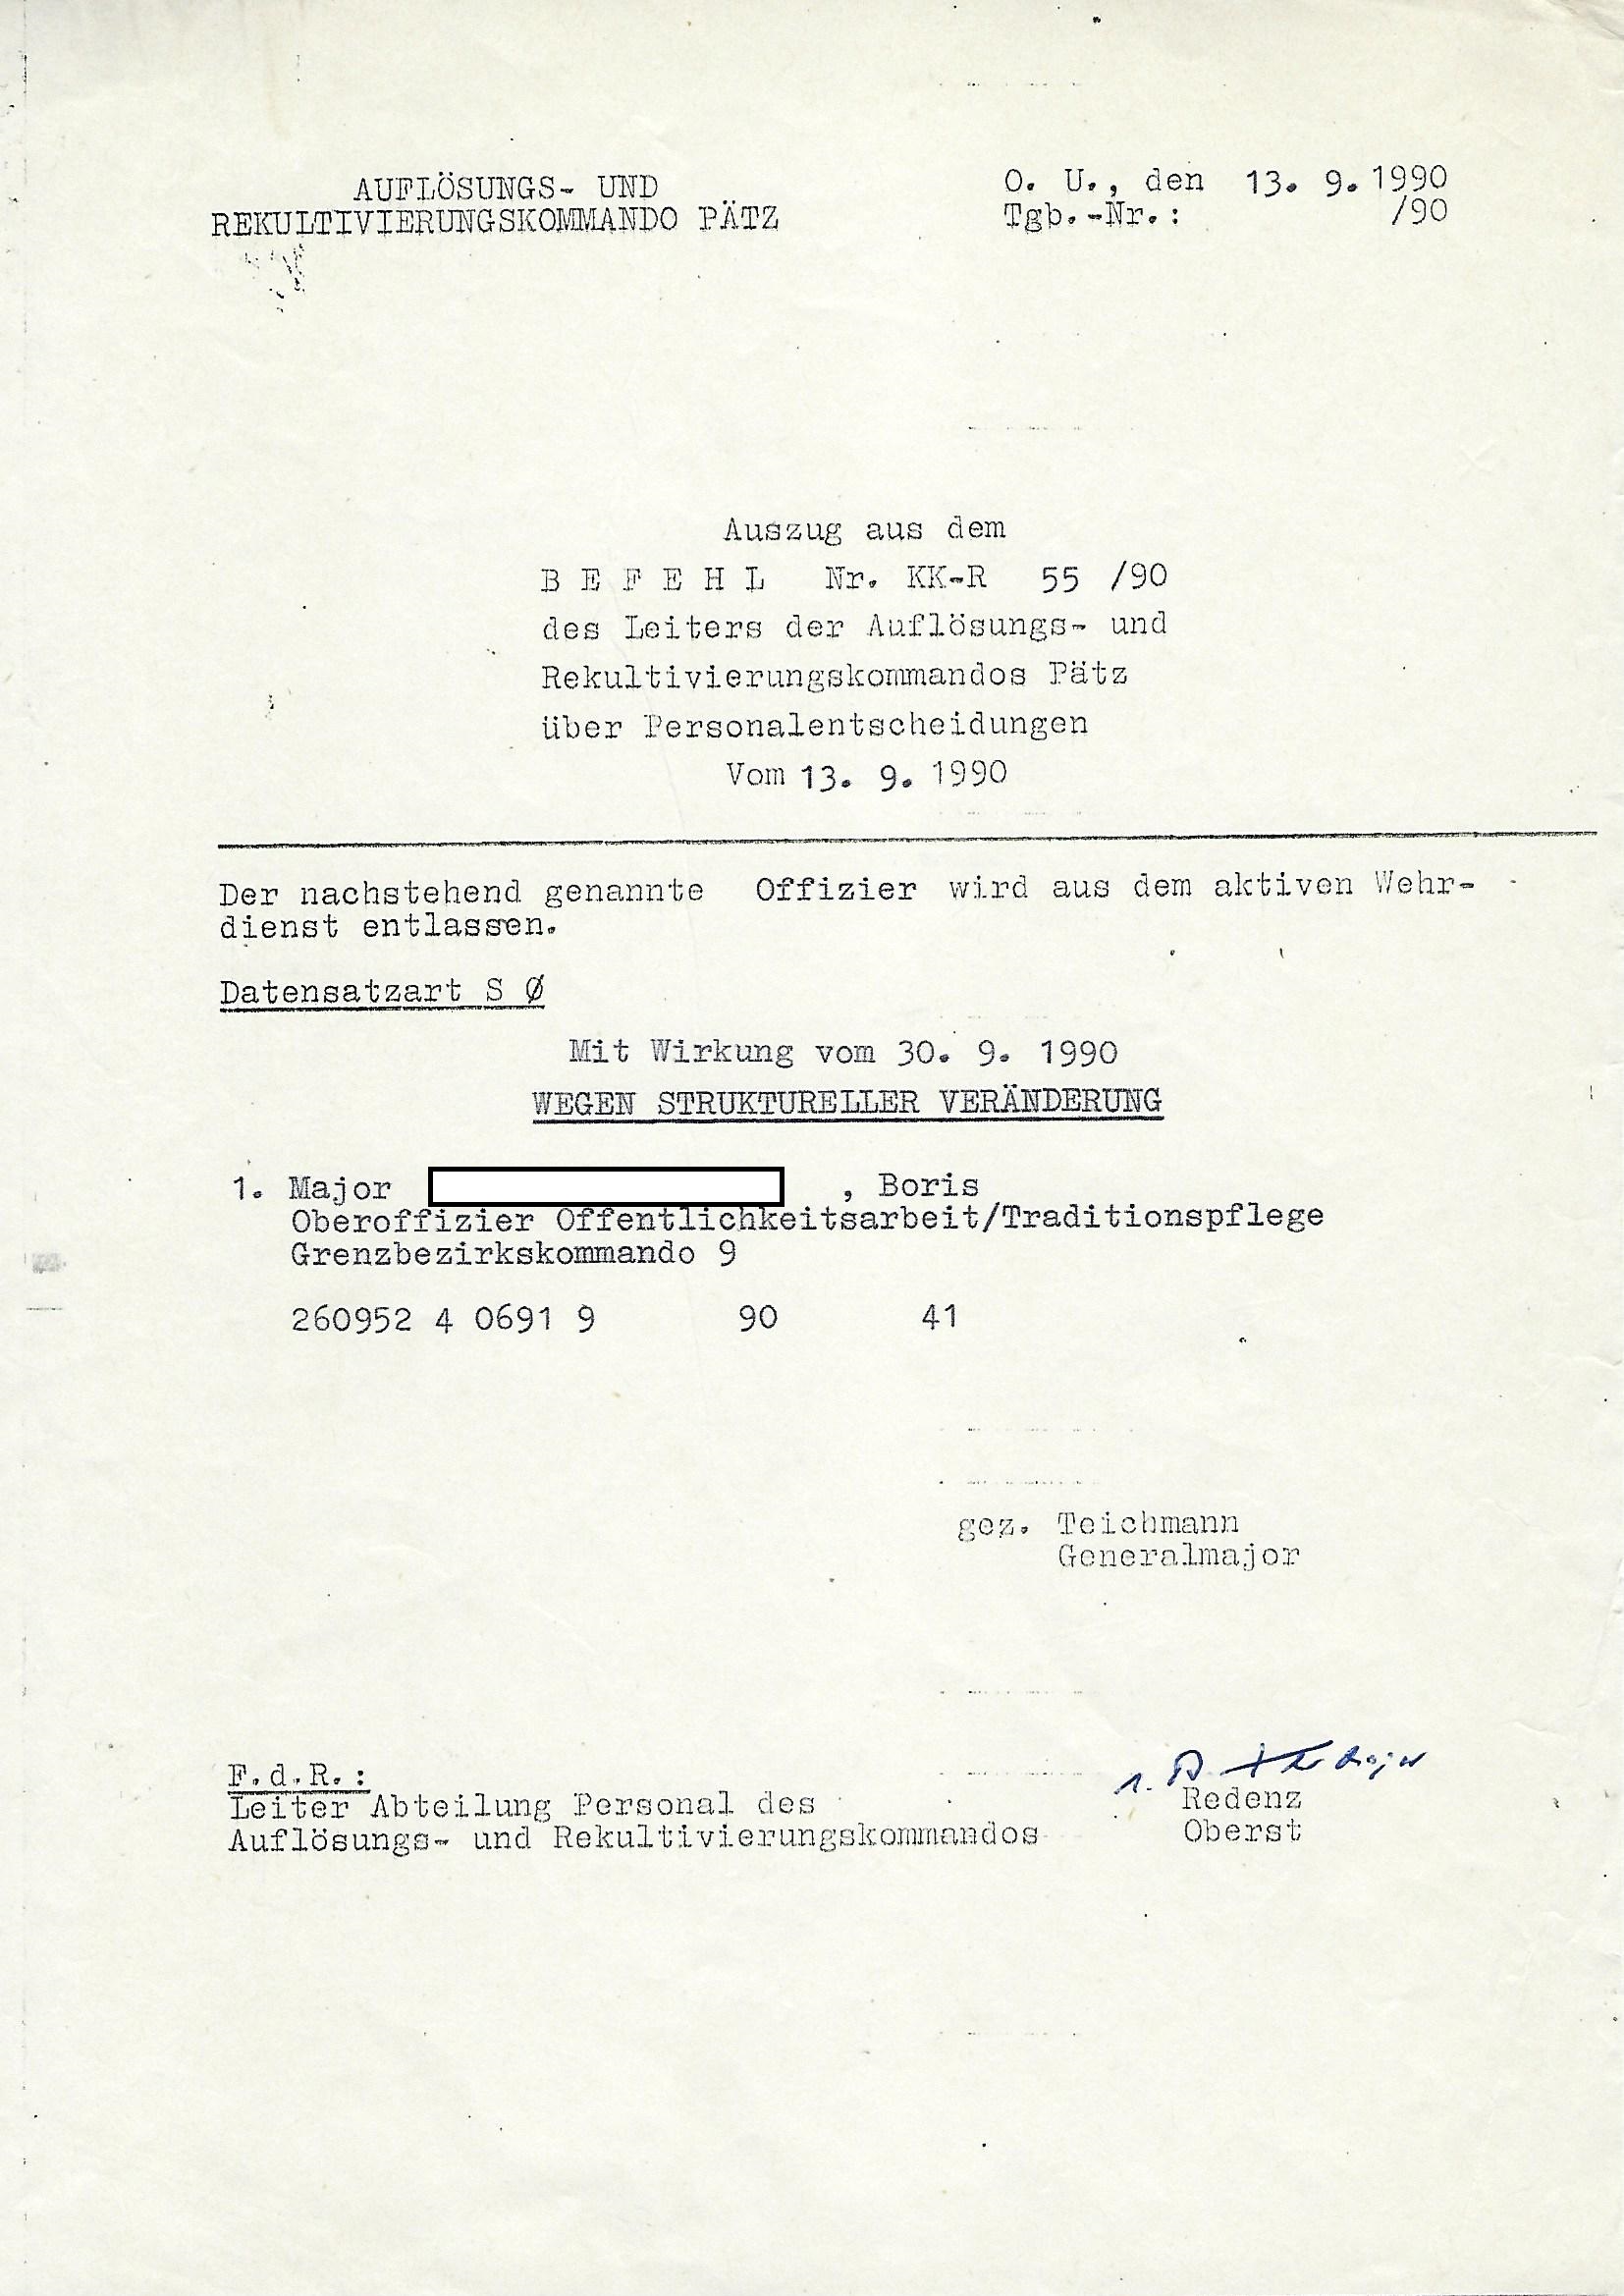 AUFLÖSUNGS- UND
REKULTIVIERUNGSKOMMANDO PÄTZ
O. U., den 13. 9. 1990
Tgb.-Nr.: /90
Auszug aus dem
B E F E H L Nr. KK-R 55 /90
des Leiters der Auflösungs- und
Rekultivierungskommandos Pätz
über Personalentscheidungen
Vom 13. 9. 1990
Der nachstehend genannte Offizier wird aus dem aktiven Wehr-
dienst entlassen.
Datensatzart S Ø
Mit Wirkung vom 30. 9. 1990
WEGEN STRUKTURELLER VERÄNDERUNG
1. Major , Boris
Oberoffizier Öffentlichkeitsarbeit/Traditionspflege
Grenzbezirkskommando 9
260952 4 0691 9 90 41
gez. Teichmann
Generalmajor
F.d.R.:
Leiter Abteilung Personal des
Auflösungs- und Rekultivierungskommandos
Redenz
Oberst